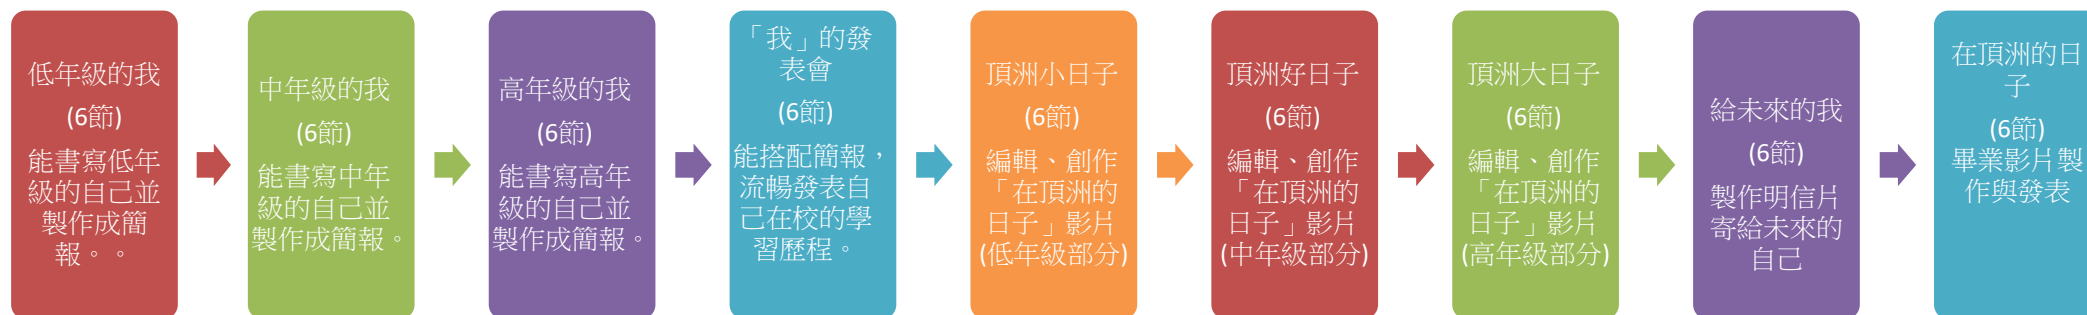 低年級的我
(6節)
能書寫低年
級的自己並
製作成簡
報。。
中年級的我
(6節)
能書寫中年
級的自己並
製作成簡報。
高年級的我
(6節)
能書寫高年
級的自己並
製作成簡報。
「我」的發
表會
(6節)
能搭配簡報，
流暢發表自
己在校的學
習歷程。
頂洲小日子
(6節)
編輯、創作
「在頂洲的
日子」影片
(低年級部分)
頂洲好日子
(6節)
編輯、創作
「在頂洲的
日子」影片
(中年級部分)
頂洲大日子
(6節)
編輯、創作
「在頂洲的
日子」影片
(高年級部分)
給未來的我
(6節)
製作明信片
寄給未來的
自己
在頂洲的日
子
(6節)
畢業影片製
作與發表